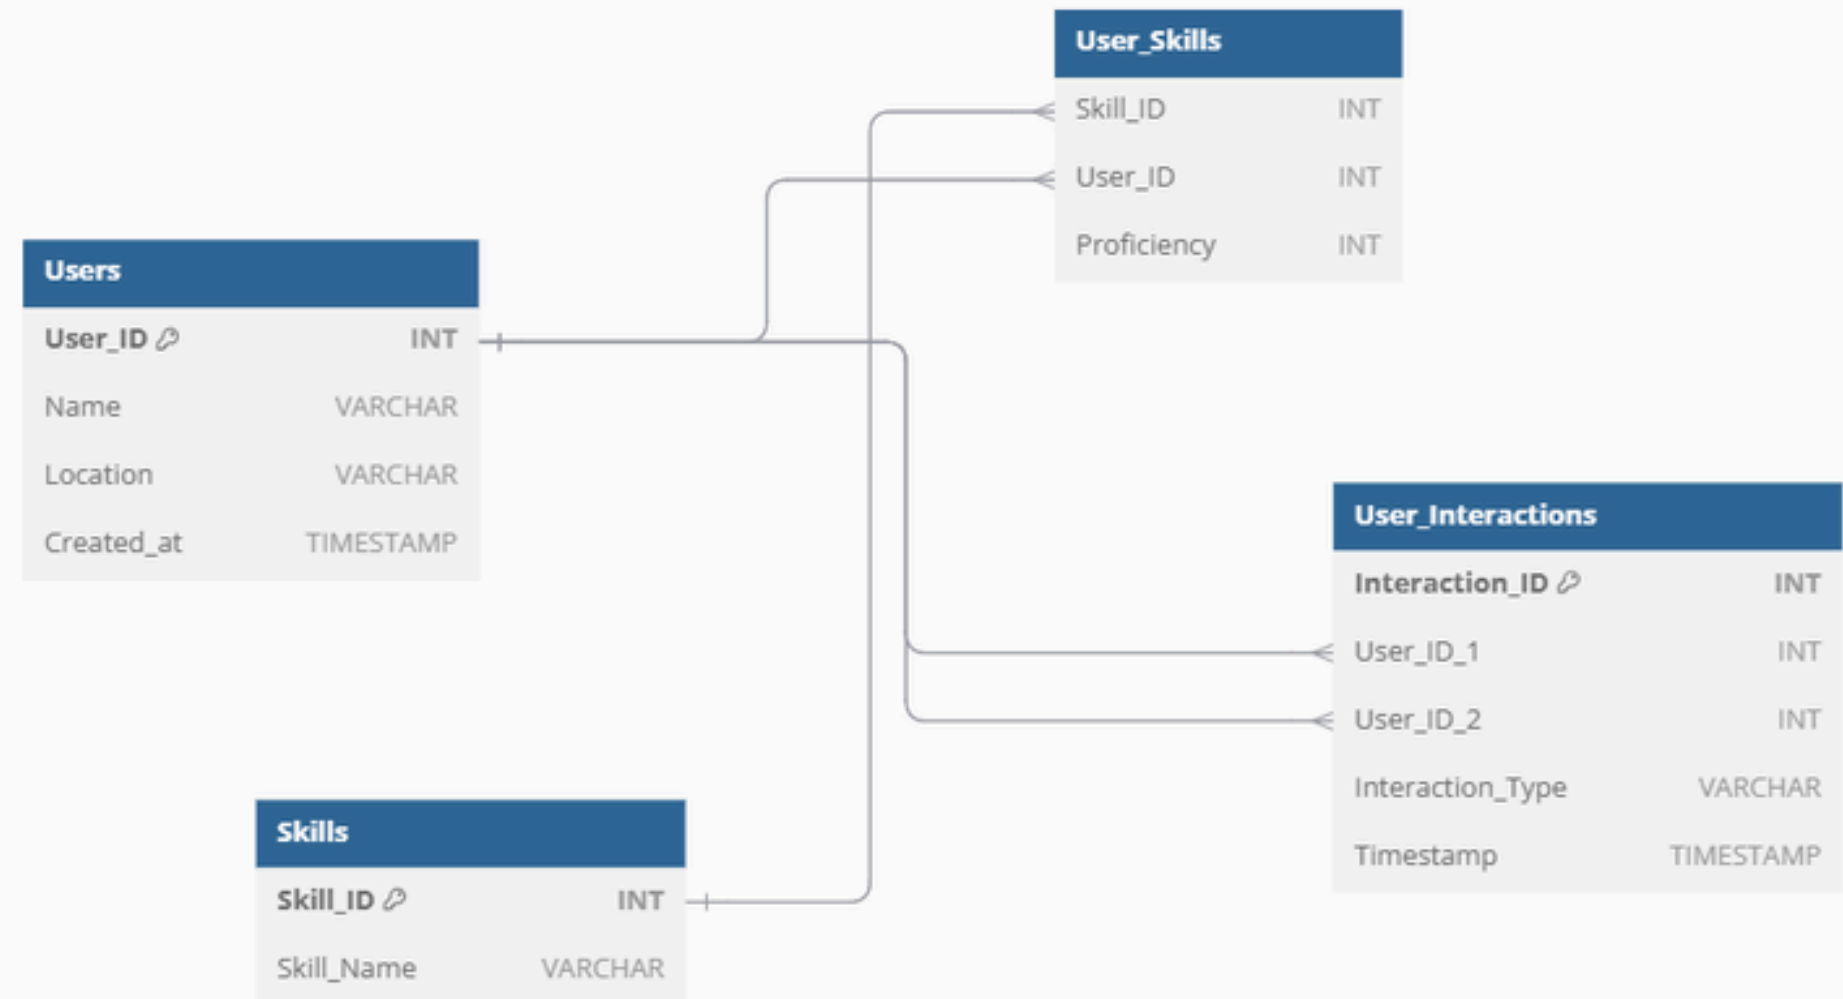 User_Skills
Skill_ID INT
User_ID INT
Proficiency INT
Users
User_ID INT
Name VARCHAR
Location VARCHAR
Created_at TIMESTAMP
User_Interactions
Interaction_ID INT
User_ID_1 INT
User_ID_2 INT
Interaction_Type VARCHAR
Timestamp TIMESTAMP
Skills
Skill_ID INT
Skill_Name VARCHAR